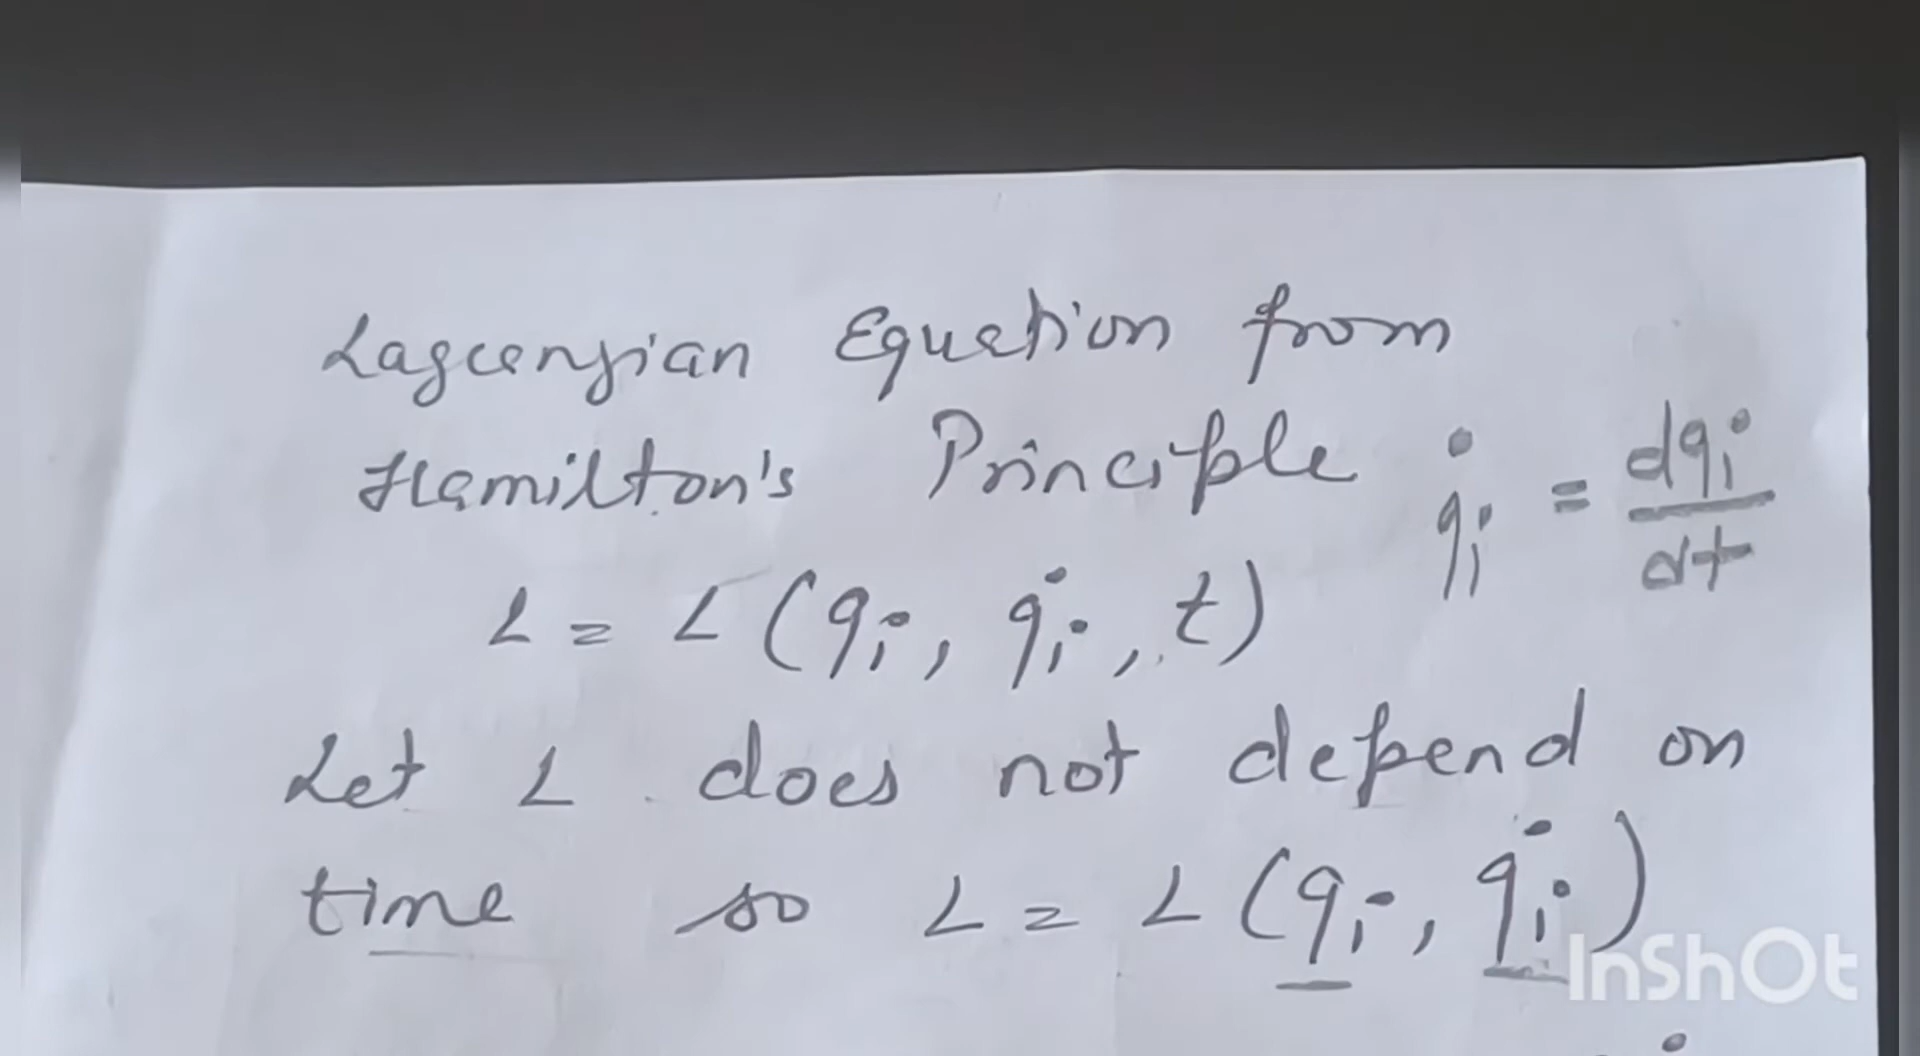 Lagrangian Equation from
Hamilton's Principle q̇i = dqi/dt
L = L (qi, q̇i, t)
Let L does not depend on
time so L = L (qi, q̇i)
InShOt